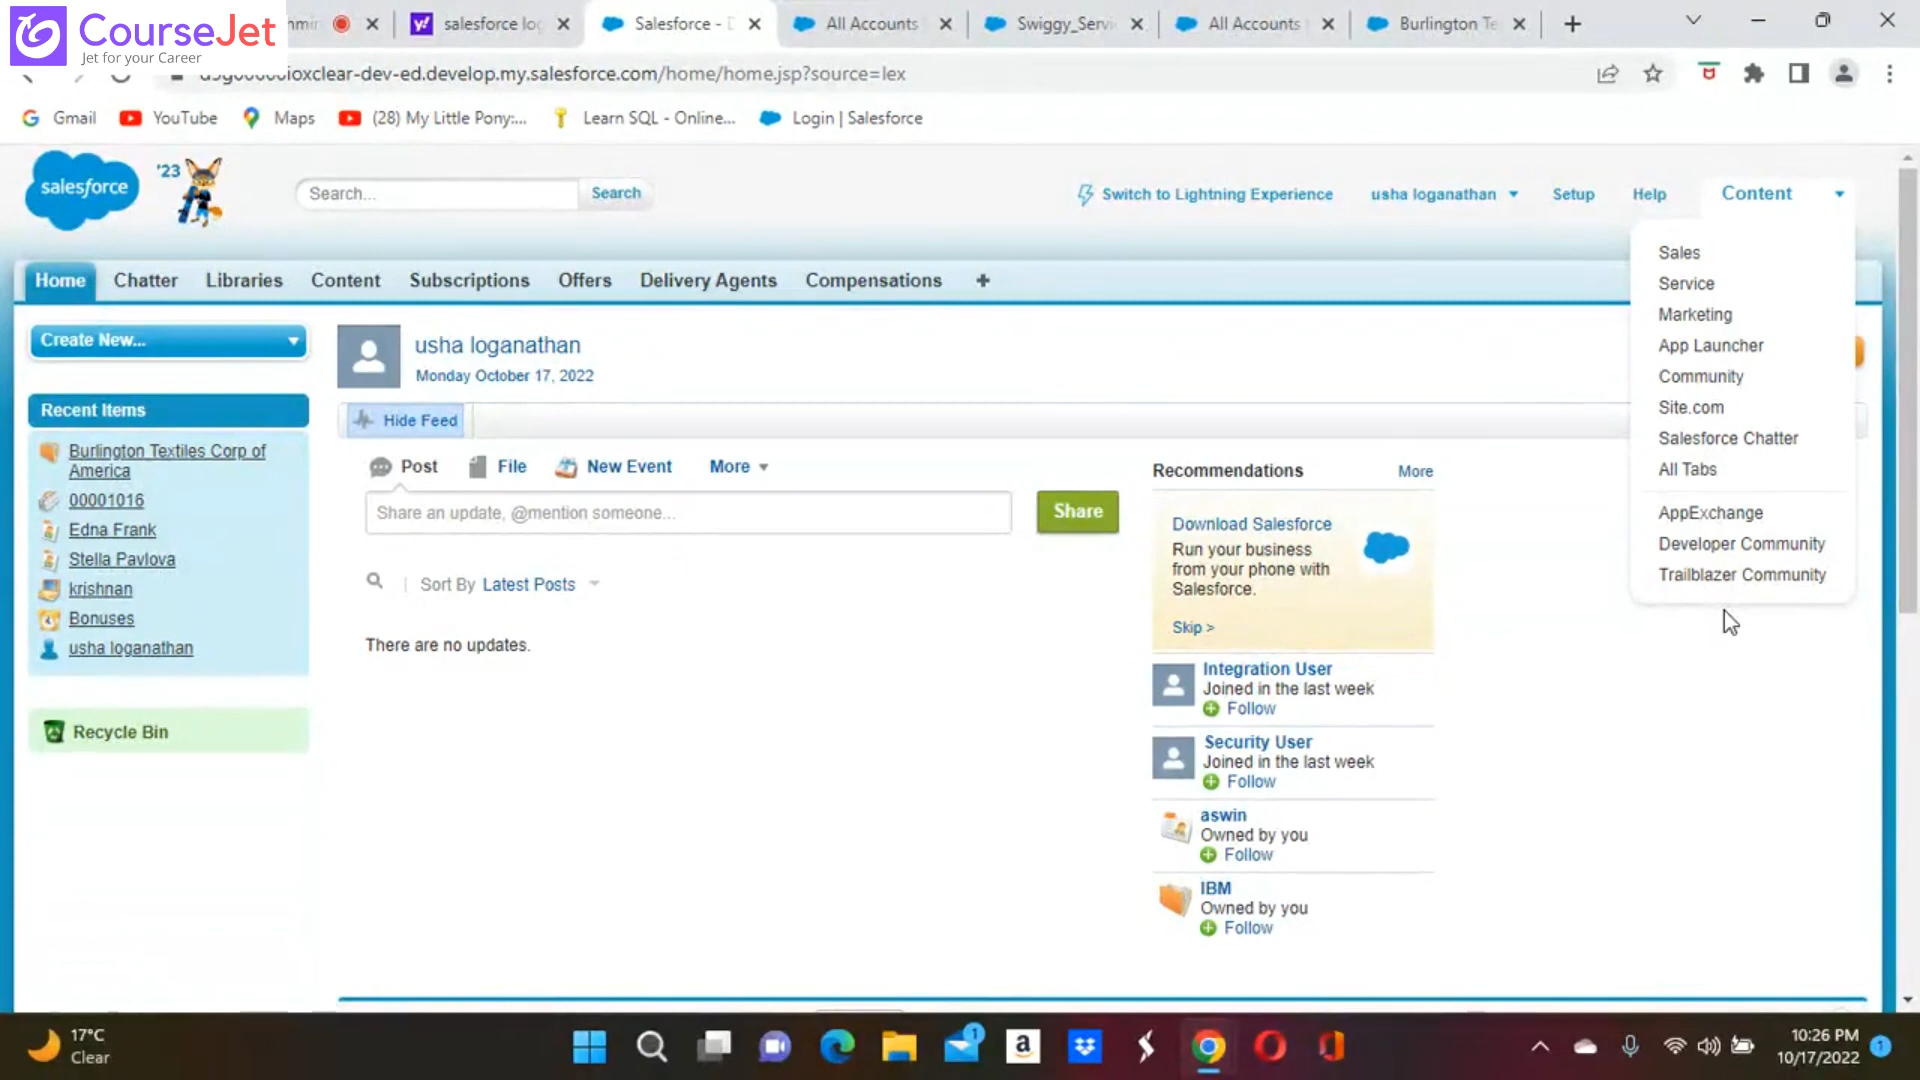 CourseJet
Jet for your Career
salesforce log
Salesforce - D
All Accounts
Swiggy_Servi
All Accounts
Burlington Te
ioxclear-dev-ed.develop.my.salesforce.com/home/home.jsp?source=lex
Gmail
YouTube
Maps
(28) My Little Pony:...
Learn SQL - Online...
Login | Salesforce
salesforce
'23
Search...
Search
Switch to Lightning Experience
usha loganathan
Setup
Help
Content
Sales
Service
Marketing
App Launcher
Community
Site.com
Salesforce Chatter
All Tabs
AppExchange
Developer Community
Trailblazer Community
Home
Chatter
Libraries
Content
Subscriptions
Offers
Delivery Agents
Compensations
+
Create New...
Recent Items
Burlington Textiles Corp of
America
00001016
Edna Frank
Stella Pavlova
krishnan
Bonuses
usha loganathan
Recycle Bin
usha loganathan
Monday October 17, 2022
Hide Feed
Post
File
New Event
More
Share an update, @mention someone...
Share
Sort By Latest Posts
There are no updates.
Recommendations
More
Download Salesforce
Run your business
from your phone with
Salesforce.
Skip >
Integration User
Joined in the last week
Follow
Security User
Joined in the last week
Follow
aswin
Owned by you
Follow
IBM
Owned by you
Follow
17°C
Clear
10:26 PM
10/17/2022